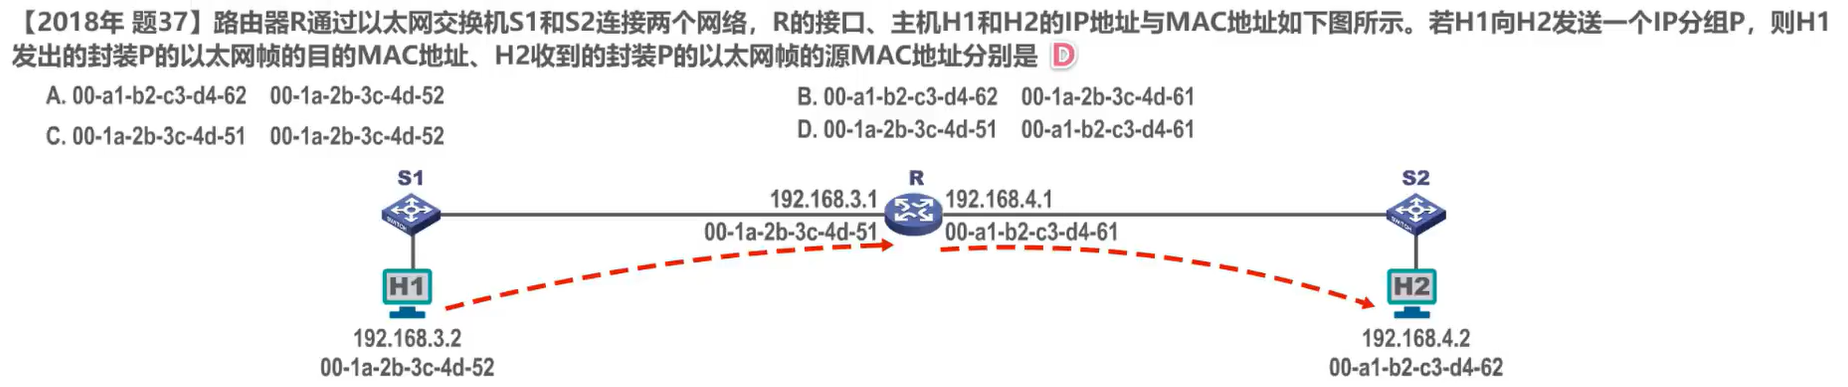 【2018年 题37】路由器R通过以太网交换机S1和S2连接两个网络，R的接口、主机H1和H2的IP地址与MAC地址如下图所示。若H1向H2发送一个IP分组P，则H1
发出的封装P的以太网帧的目的MAC地址、H2收到的封装P的以太网帧的源MAC地址分别是 D
A. 00-a1-b2-c3-d4-62 00-1a-2b-3c-4d-52
B. 00-a1-b2-c3-d4-62 00-1a-2b-3c-4d-61
C. 00-1a-2b-3c-4d-51 00-1a-2b-3c-4d-52
D. 00-1a-2b-3c-4d-51 00-a1-b2-c3-d4-61
S1
R
S2
192.168.3.1
192.168.4.1
SWITCH
SWITCH
00-1a-2b-3c-4d-51
00-a1-b2-c3-d4-61
H1
H2
192.168.3.2
192.168.4.2
00-1a-2b-3c-4d-52
00-a1-b2-c3-d4-62